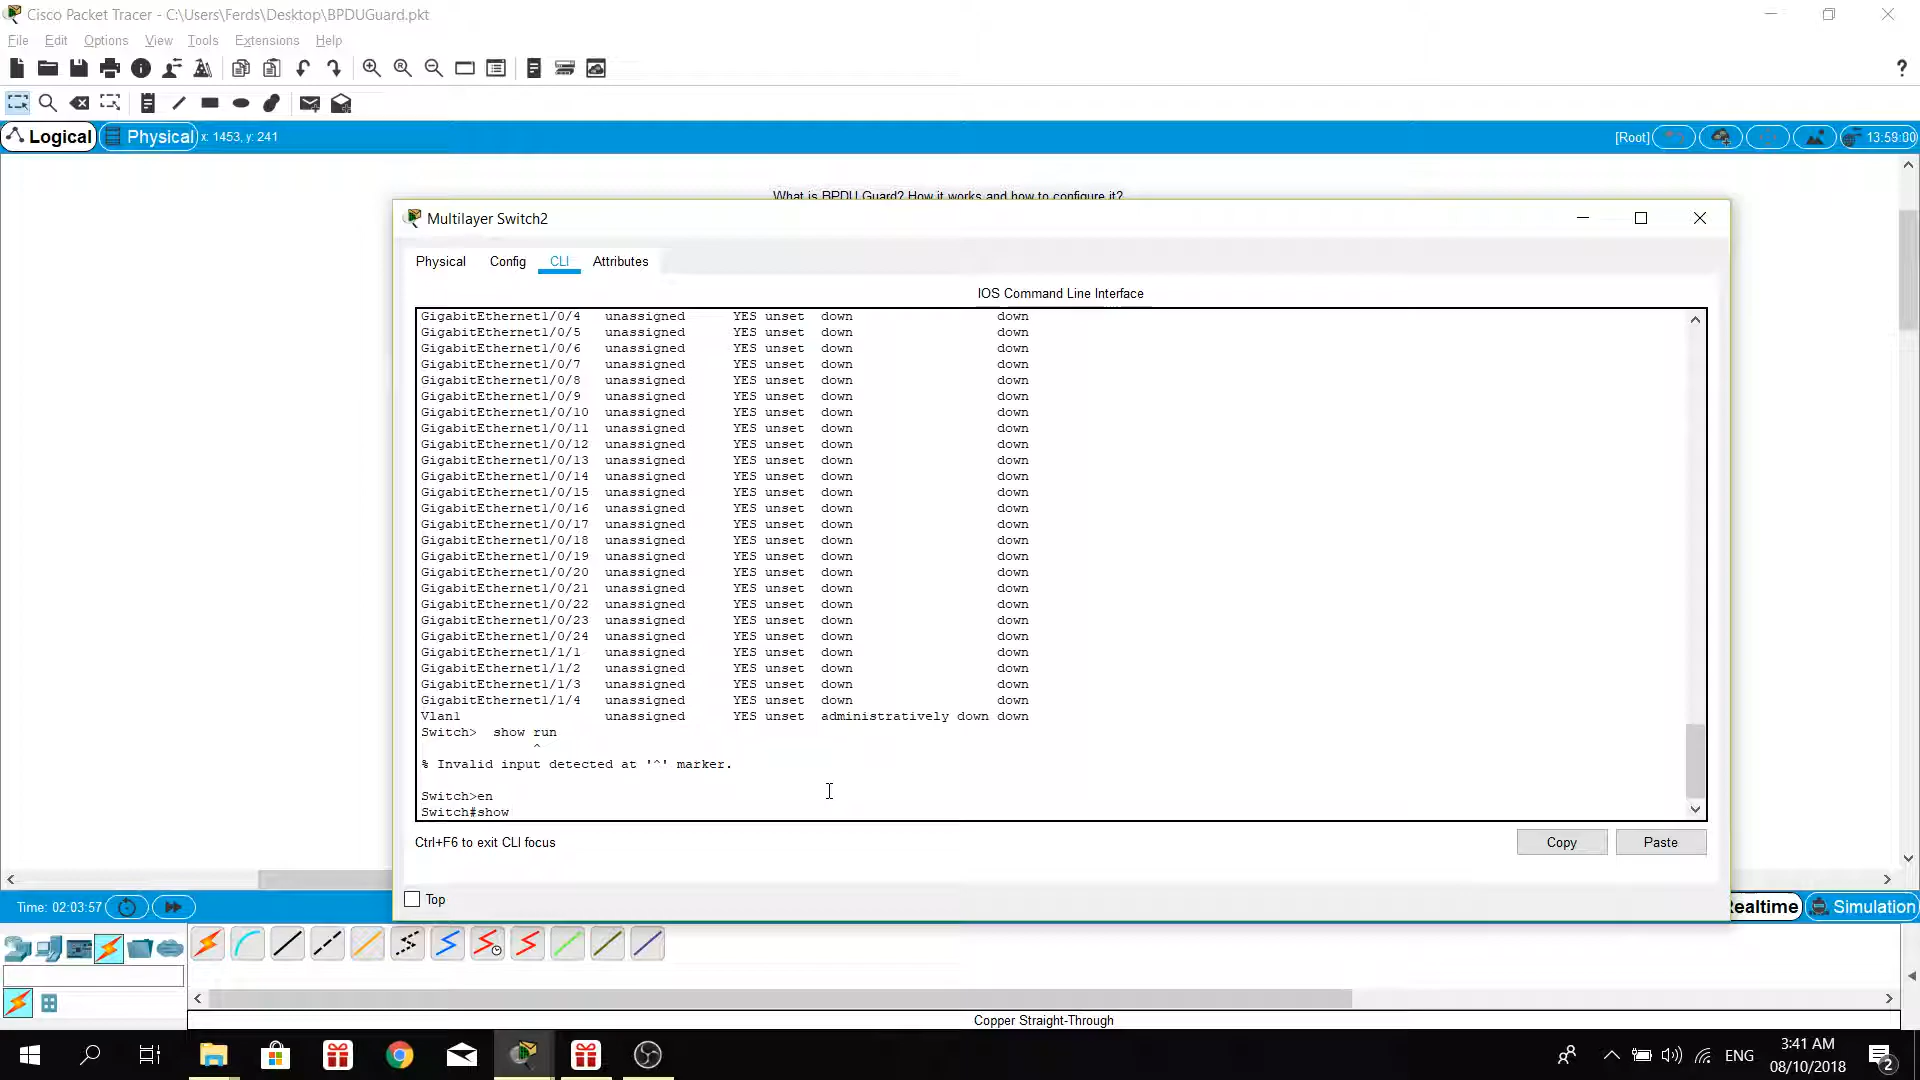 Cisco Packet Tracer - C:\Users\Ferds\Desktop\BPDUGuard.pkt
File Edit Options View Tools Extensions Help
?
Logical Physical x: 1453, y: 241 [Root] 13:59:00
What is BPDU Guard? How it works and how to configure it?
Multilayer Switch2
Physical Config CLI Attributes
IOS Command Line Interface
GigabitEthernet1/0/4 unassigned YES unset down down
GigabitEthernet1/0/5 unassigned YES unset down down
GigabitEthernet1/0/6 unassigned YES unset down down
GigabitEthernet1/0/7 unassigned YES unset down down
GigabitEthernet1/0/8 unassigned YES unset down down
GigabitEthernet1/0/9 unassigned YES unset down down
GigabitEthernet1/0/10 unassigned YES unset down down
GigabitEthernet1/0/11 unassigned YES unset down down
GigabitEthernet1/0/12 unassigned YES unset down down
GigabitEthernet1/0/13 unassigned YES unset down down
GigabitEthernet1/0/14 unassigned YES unset down down
GigabitEthernet1/0/15 unassigned YES unset down down
GigabitEthernet1/0/16 unassigned YES unset down down
GigabitEthernet1/0/17 unassigned YES unset down down
GigabitEthernet1/0/18 unassigned YES unset down down
GigabitEthernet1/0/19 unassigned YES unset down down
GigabitEthernet1/0/20 unassigned YES unset down down
GigabitEthernet1/0/21 unassigned YES unset down down
GigabitEthernet1/0/22 unassigned YES unset down down
GigabitEthernet1/0/23 unassigned YES unset down down
GigabitEthernet1/0/24 unassigned YES unset down down
GigabitEthernet1/1/1 unassigned YES unset down down
GigabitEthernet1/1/2 unassigned YES unset down down
GigabitEthernet1/1/3 unassigned YES unset down down
GigabitEthernet1/1/4 unassigned YES unset down down
Vlan1 unassigned YES unset administratively down down
Switch> show run
^
% Invalid input detected at '^' marker.
Switch>en
Switch#show
Ctrl+F6 to exit CLI focus
Copy Paste
Top
Time: 02:03:57 Realtime Simulation
Copper Straight-Through
ENG 3:41 AM
08/10/2018 2